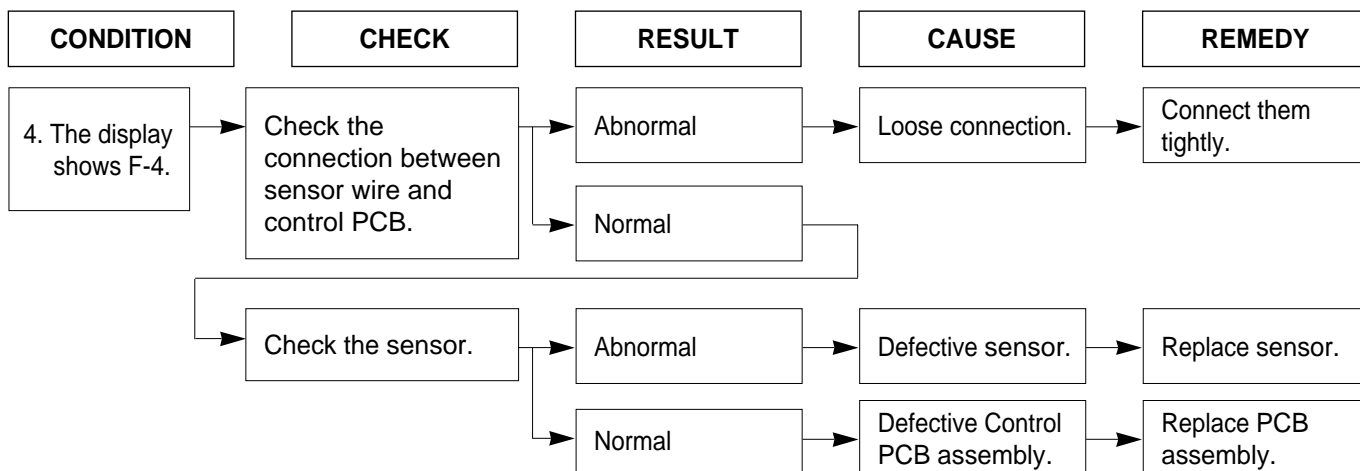 CONDITION
CHECK
RESULT
CAUSE
REMEDY
4. The display
shows F-4.
Check the
connection between
sensor wire and
control PCB.
Abnormal
Loose connection.
Connect them
tightly.
Normal
Check the sensor.
Abnormal
Defective sensor.
Replace sensor.
Normal
Defective Control
PCB assembly.
Replace PCB
assembly.